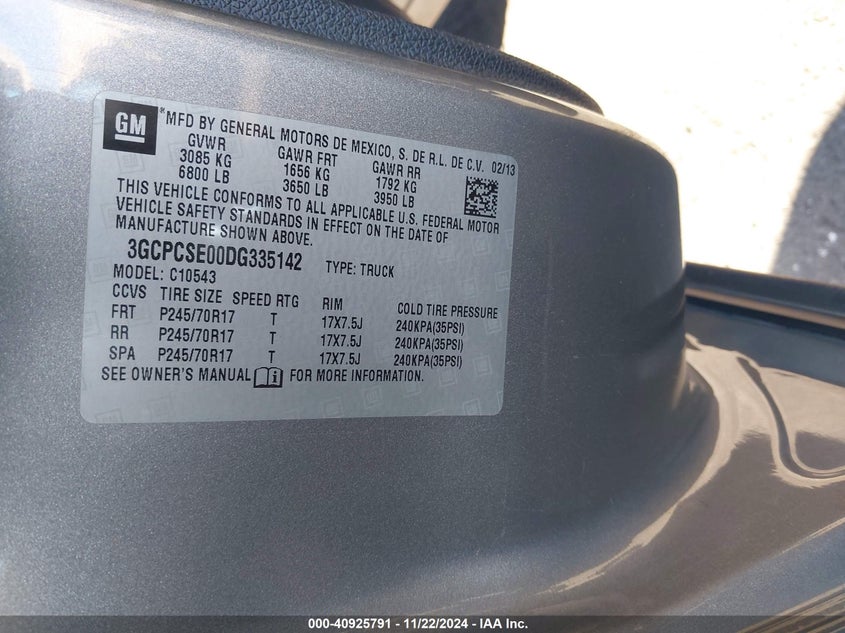 GM
*MFD BY GENERAL MOTORS DE MEXICO, S. DE R.L. DE C.V. 02/13
GVWR GAWR FRT GAWR RR
3085 KG 1656 KG 1792 KG
6800 LB 3650 LB 3950 LB
THIS VEHICLE CONFORMS TO ALL APPLICABLE U.S. FEDERAL MOTOR
VEHICLE SAFETY STANDARDS IN EFFECT ON THE DATE OF
MANUFACTURE SHOWN ABOVE.
3GCPCSE00DG335142 TYPE: TRUCK
MODEL: C10543
CCVS TIRE SIZE SPEED RTG RIM COLD TIRE PRESSURE
FRT P245/70R17 T 17X7.5J 240KPA(35PSI)
RR P245/70R17 T 17X7.5J 240KPA(35PSI)
SPA P245/70R17 T 17X7.5J 240KPA(35PSI)
SEE OWNER'S MANUAL i FOR MORE INFORMATION.
000-40925791 - 11/22/2024 - IAA Inc.